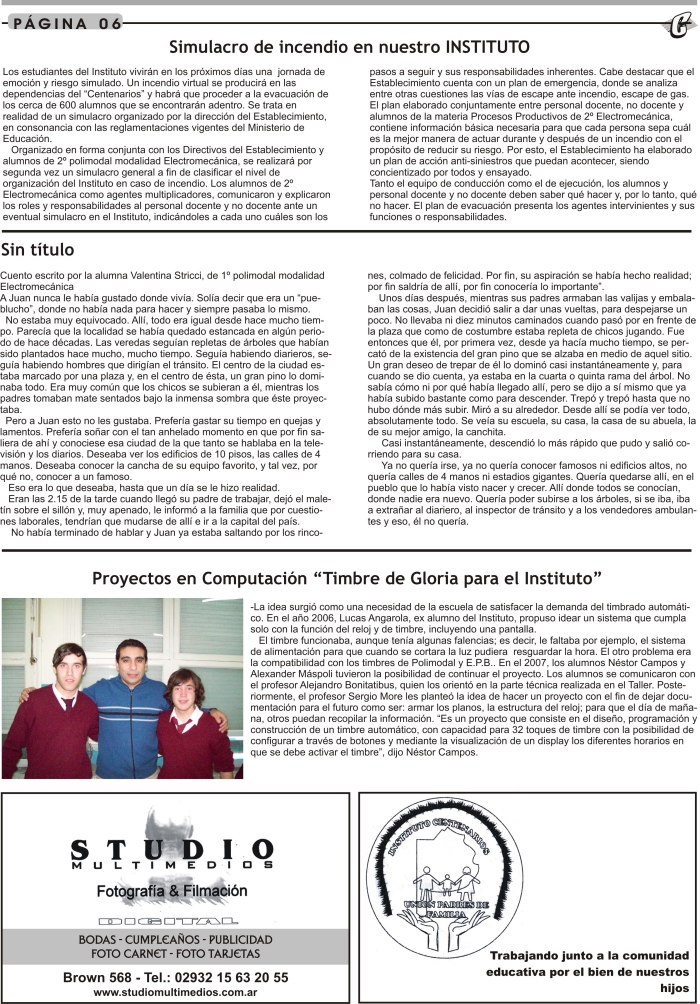 PÁGINA 06
Simulacro de incendio en nuestro INSTITUTO
Los estudiantes del Instituto vivirán en los próximos días una jornada de
emoción y riesgo simulado. Un incendio virtual se producirá en las
dependencias del “Centenarios” y habrá que proceder a la evacuación de
los cerca de 600 alumnos que se encontrarán adentro. Se trata en
realidad de un simulacro organizado por la dirección del Establecimiento,
en consonancia con las reglamentaciones vigentes del Ministerio de
Educación.
Organizado en forma conjunta con los Directivos del Establecimiento y
alumnos de 2º polimodal modalidad Electromecánica, se realizará por
segunda vez un simulacro general a fin de clasificar el nivel de
organización del Instituto en caso de incendio. Los alumnos de 2º
Electromecánica como agentes multiplicadores, comunicaron y explicaron
los roles y responsabilidades al personal docente y no docente ante un
eventual simulacro en el Instituto, indicándoles a cada uno cuáles son los
pasos a seguir y sus responsabilidades inherentes. Cabe destacar que el
Establecimiento cuenta con un plan de emergencia, donde se analiza
entre otras cuestiones las vías de escape ante incendio, escape de gas.
El plan elaborado conjuntamente entre personal docente, no docente y
alumnos de la materia Procesos Productivos de 2º Electromécánica,
contiene información básica necesaria para que cada persona sepa cuál
es la mejor manera de actuar durante y después de un incendio con el
propósito de reducir su riesgo. Por esto, el Establecimiento ha elaborado
un plan de acción anti-siniestros que puedan acontecer, siendo
concientizado por todos y ensayado.
Tanto el equipo de conducción como el de ejecución, los alumnos y
personal docente y no docente deben saber qué hacer y, por lo tanto, qué
no hacer. El plan de evacuación presenta los agentes intervinientes y sus
funciones o responsabilidades.
Sin título
Cuento escrito por la alumna Valentina Stricci, de 1º polimodal modalidad
Electromecánica
A Juan nunca le había gustado donde vivía. Solía decir que era un “pue-
blucho”, donde no había nada para hacer y siempre pasaba lo mismo.
No estaba muy equivocado. Allí, todo era igual desde hace mucho tiem-
po. Parecía que la localidad se había quedado estancada en algún perio-
do de hace décadas. Las veredas seguían repletas de árboles que habían
sido plantados hace mucho, mucho tiempo. Seguía habiendo diarieros, se-
guía habiendo hombres que dirigían el tránsito. El centro de la ciudad es-
taba marcado por una plaza y, en el centro de ésta, un gran pino lo domi-
naba todo. Era muy común que los chicos se subieran a él, mientras los
padres tomaban mate sentados bajo la inmensa sombra que éste proyec-
taba.
Pero a Juan esto no les gustaba. Prefería gastar su tiempo en quejas y
lamentos. Prefería soñar con el tan anhelado momento en que por fin sa-
liera de ahí y conociese esa ciudad de la que tanto se hablaba en la tele-
visión y los diarios. Deseaba ver los edificios de 10 pisos, las calles de 4
manos. Deseaba conocer la cancha de su equipo favorito, y tal vez, por
qué no, conocer a un famoso.
Eso era lo que deseaba, hasta que un día se le hizo realidad.
Eran las 2.15 de la tarde cuando llegó su padre de trabajar, dejó el male-
tín sobre el sillón y, muy apenado, le informó a la familia que por cuestio-
nes laborales, tendrían que mudarse de allí e ir a la capital del país.
No había terminado de hablar y Juan ya estaba saltando por los rinco-
nes, colmado de felicidad. Por fin, su aspiración se había hecho realidad;
por fin saldría de allí, por fin conocería lo importante”.
Unos días después, mientras sus padres armaban las valijas y embala-
ban las cosas, Juan decidió salir a dar unas vueltas, para despejarse un
poco. No llevaba ni diez minutos caminados cuando pasó por en frente de
la plaza que como de costumbre estaba repleta de chicos jugando. Fue
entonces que él, por primera vez, desde ya hacía mucho tiempo, se per-
cató de la existencia del gran pino que se alzaba en medio de aquel sitio.
Un gran deseo de trepar de él lo dominó casi instantáneamente y, para
cuando se dio cuenta, ya estaba en la cuarta o quinta rama del árbol. No
sabía cómo ni por qué había llegado allí, pero se dijo a sí mismo que ya
había subido bastante como para descender. Trepó y trepó hasta que no
hubo dónde más subir. Miró a su alrededor. Desde allí se podía ver todo,
absolutamente todo. Se veía su escuela, su casa, la casa de su abuela, la
de su mejor amigo, la canchita.
Casi instantáneamente, descendió lo más rápido que pudo y salió co-
rriendo para su casa.
Ya no quería irse, ya no quería conocer famosos ni edificios altos, no
quería calles de 4 manos ni estadios gigantes. Quería quedarse allí, en el
pueblo que lo había visto nacer y crecer. Allí donde todos se conocían,
donde nadie era nuevo. Quería poder subirse a los árboles, si se iba, iba
a extrañar al diariero, al inspector de tránsito y a los vendedores ambulan-
tes y eso, él no quería.
Proyectos en Computación “Timbre de Gloria para el Instituto”
-La idea surgió como una necesidad de la escuela de satisfacer la demanda del timbrado automáti-
co. En el año 2006, Lucas Angarola, ex alumno del Instituto, propuso idear un sistema que cumpla
solo con la función del reloj y de timbre, incluyendo una pantalla.
El timbre funcionaba, aunque tenía algunas falencias; es decir, le faltaba por ejemplo, el sistema
de alimentación para que cuando se cortara la luz pudiera resguardar la hora. El otro problema era
la compatibilidad con los timbres de Polimodal y E.P.B.. En el 2007, los alumnos Néstor Campos y
Alexander Máspoli tuvieron la posibilidad de continuar el proyecto. Los alumnos se comunicaron con
el profesor Alejandro Bonitatibus, quien los orientó en la parte técnica realizada en el Taller. Poste-
riormente, el profesor Sergio More les planteó la idea de hacer un proyecto con el fin de dejar docu-
mentación para el futuro como ser: armar los planos, la estructura del reloj; para que el día de maña-
na, otros puedan recopilar la información. “Es un proyecto que consiste en el diseño, programación y
construcción de un timbre automático, con capacidad para 32 toques de timbre con la posibilidad de
configurar a través de botones y mediante la visualización de un display los diferentes horarios en
que se debe activar el timbre”, dijo Néstor Campos.
STUDIO
MULTIMEDIOS
Fotografía & Filmación
DIGITAL
BODAS - CUMPLEAÑOS - PUBLICIDAD
FOTO CARNET - FOTO TARJETAS
Brown 568 - Tel.: 02932 15 63 20 55
www.studiomultimedios.com.ar
INSTITUTO CENTENARIOS
UNION PADRES DE
FAMILIA
Trabajando junto a la comunidad
educativa por el bien de nuestros
hijos